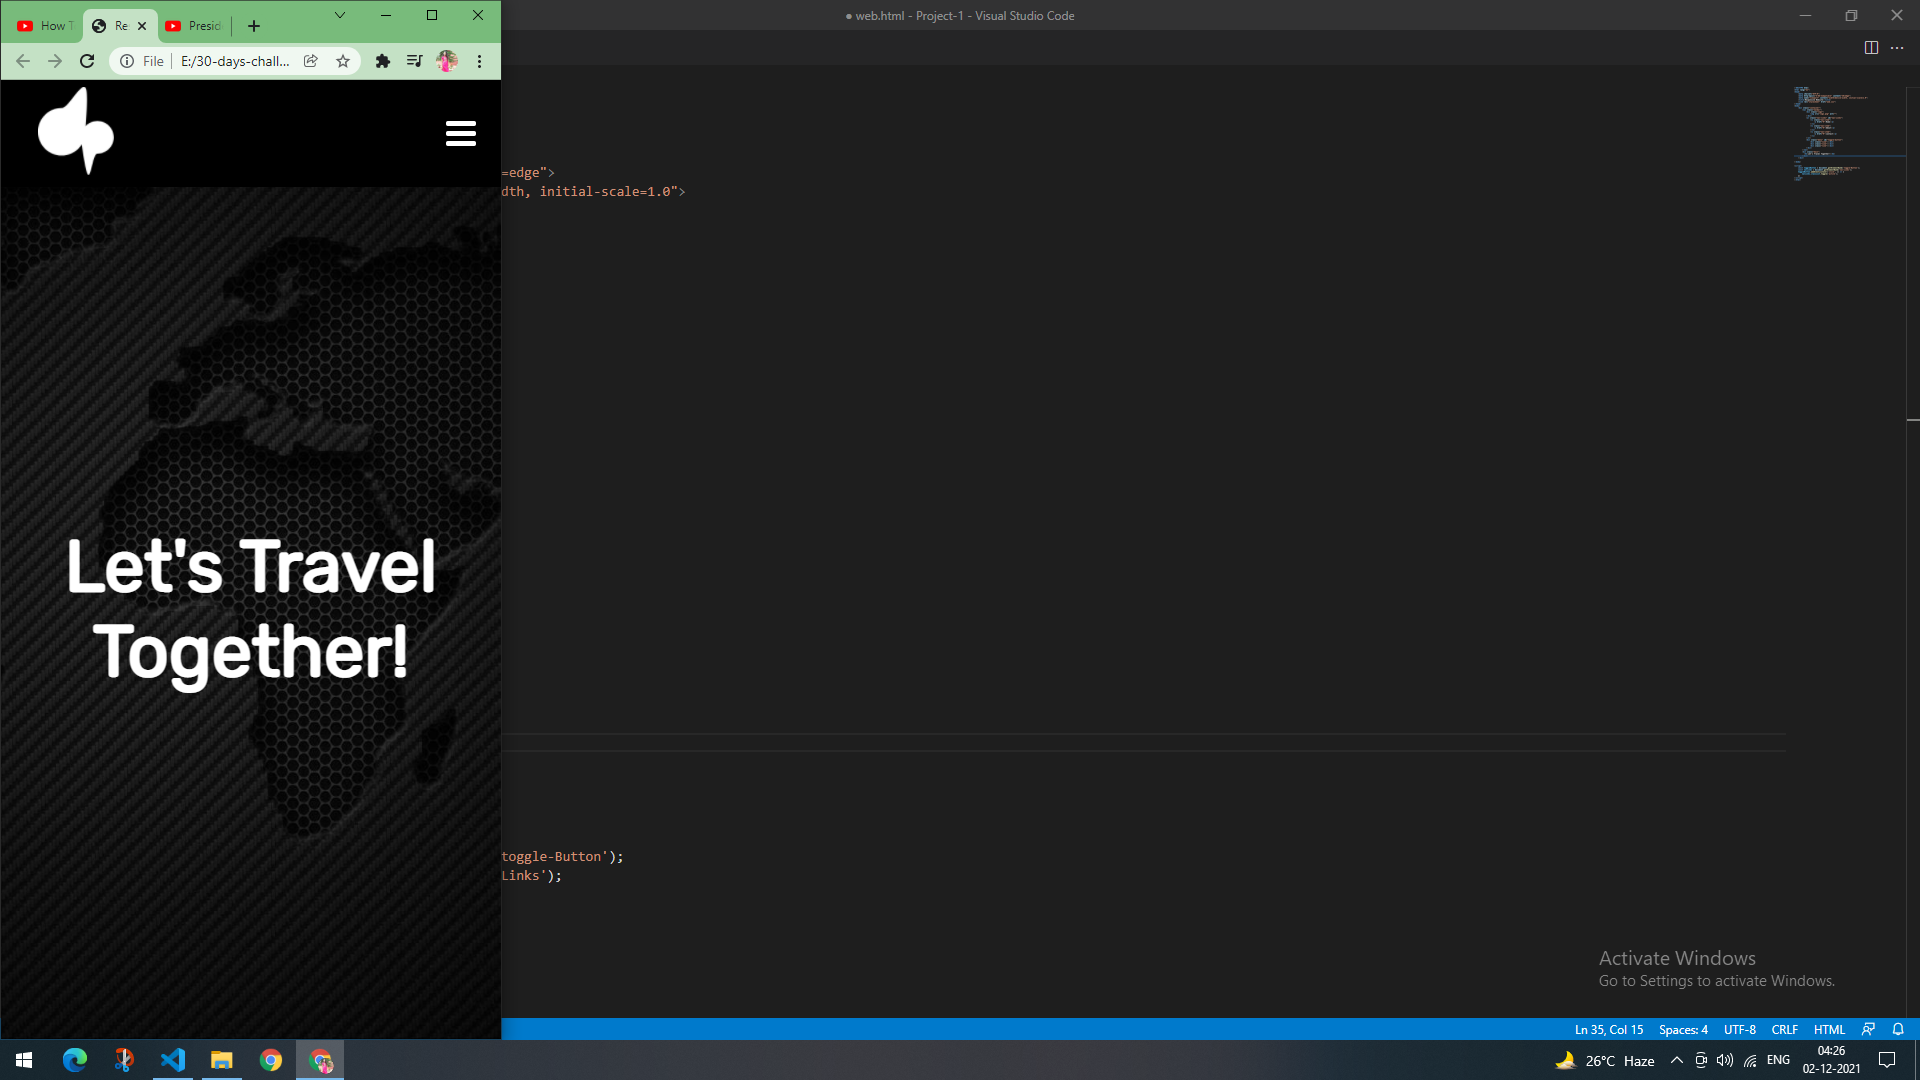 How T
Re
Presid
File
E:/30-days-chall...
● web.html - Project-1 - Visual Studio Code
=edge">
dth, initial-scale=1.0">
Let's Travel
Together!
toggle-Button');
Links');
Activate Windows
Go to Settings to activate Windows.
Ln 35, Col 15
Spaces: 4
UTF-8
CRLF
HTML
26°C Haze
ENG
04:26
02-12-2021